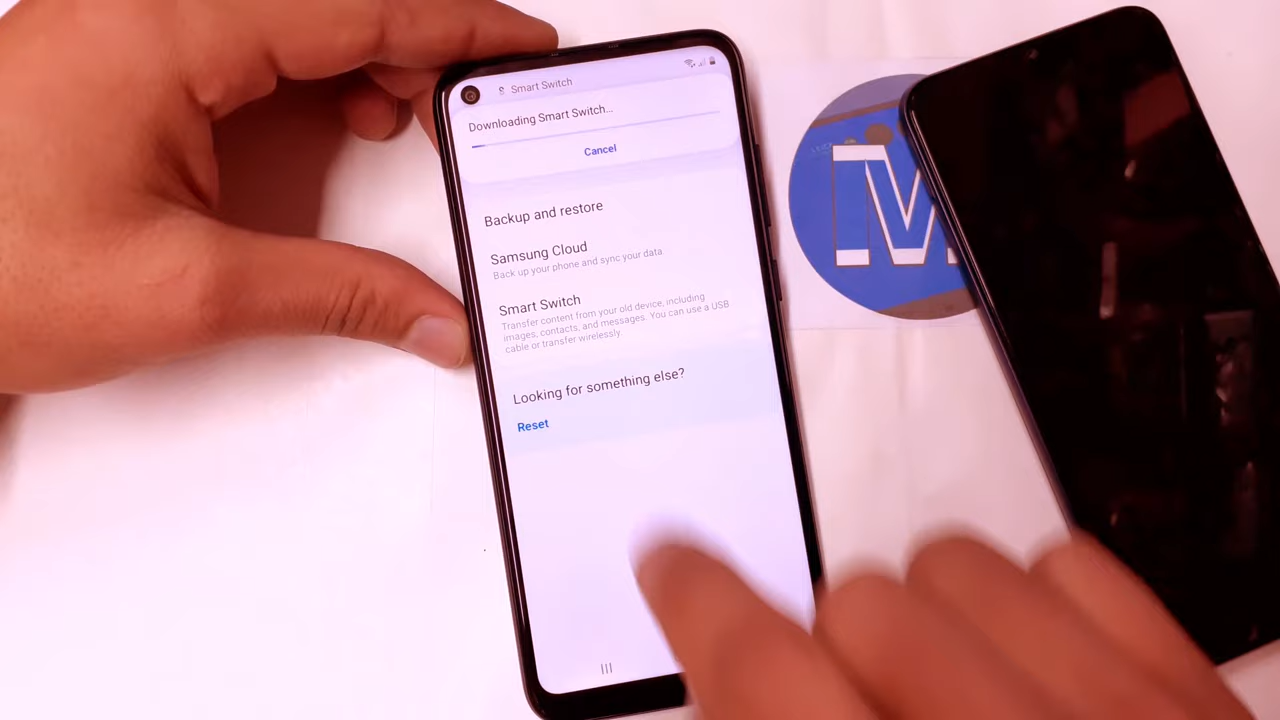 Smart Switch
Downloading Smart Switch...
Cancel
Backup and restore
Samsung Cloud
Back up your phone and sync your data.
Smart Switch
Transfer content from your old device, including
images, contacts, and messages. You can use a USB
cable or transfer wirelessly.
Looking for something else?
Reset
M